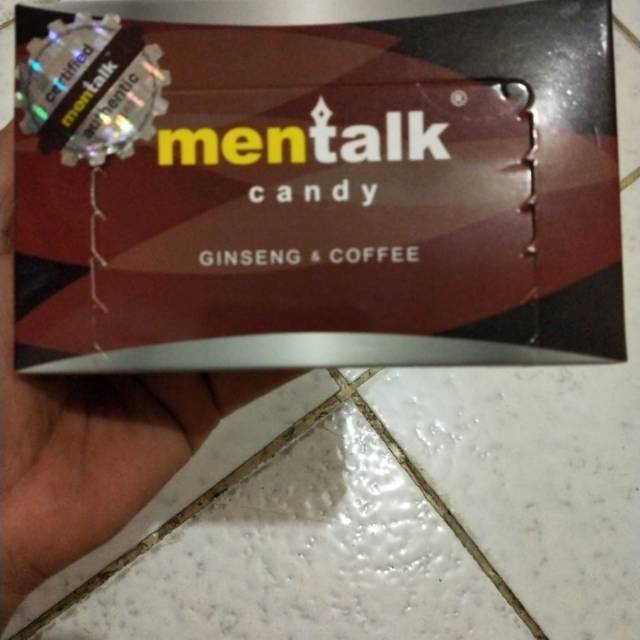 certified
mentalk
authentic
mentalk®
candy
GINSENG & COFFEE